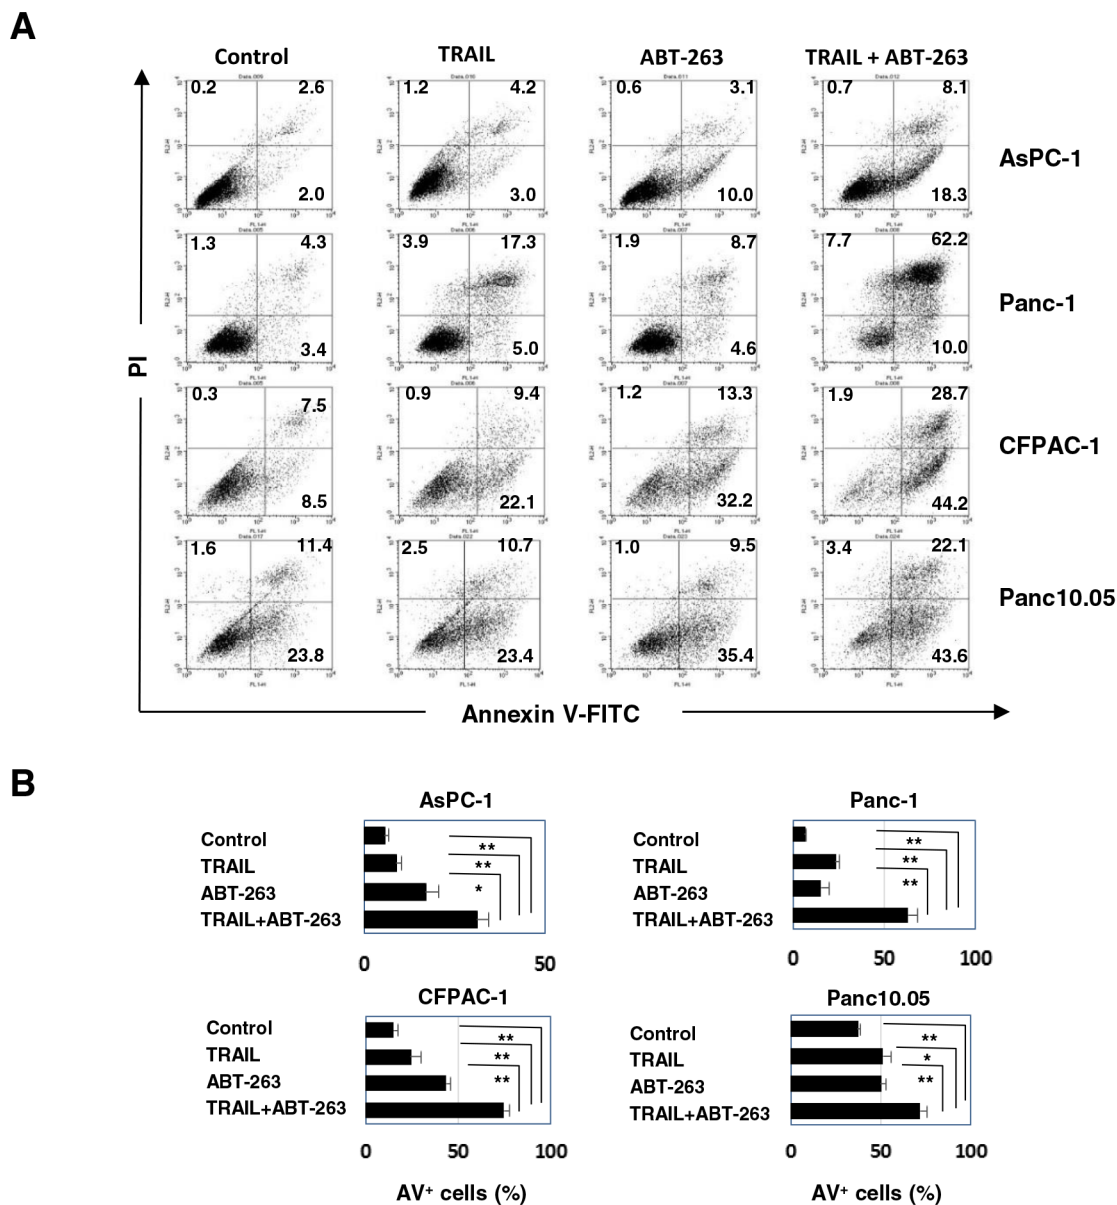 A
Control TRAIL ABT-263 TRAIL + ABT-263
Data.009 Data.010 Data.011 Data.012
0.2 2.6 1.2 4.2 0.6 3.1 0.7 8.1
AsPC-1
2.0 3.0 10.0 18.3
1.3 4.3 3.9 17.3 1.9 8.7 7.7 62.2
Panc-1
3.4 5.0 4.6 10.0
PI
0.3 7.5 0.9 9.4 1.2 13.3 1.9 28.7
CFPAC-1
8.5 22.1 32.2 44.2
1.6 11.4 2.5 10.7 1.0 9.5 3.4 22.1
Panc10.05
23.8 23.4 35.4 43.6
Annexin V-FITC
B
AsPC-1
Control
TRAIL
ABT-263
TRAIL+ABT-263
**
**
*
0 50
Panc-1
Control
TRAIL
ABT-263
TRAIL+ABT-263
**
**
**
0 50 100
CFPAC-1
Control
TRAIL
ABT-263
TRAIL+ABT-263
**
**
**
0 50 100
AV+ cells (%)
Panc10.05
Control
TRAIL
ABT-263
TRAIL+ABT-263
**
*
**
0 50 100
AV+ cells (%)